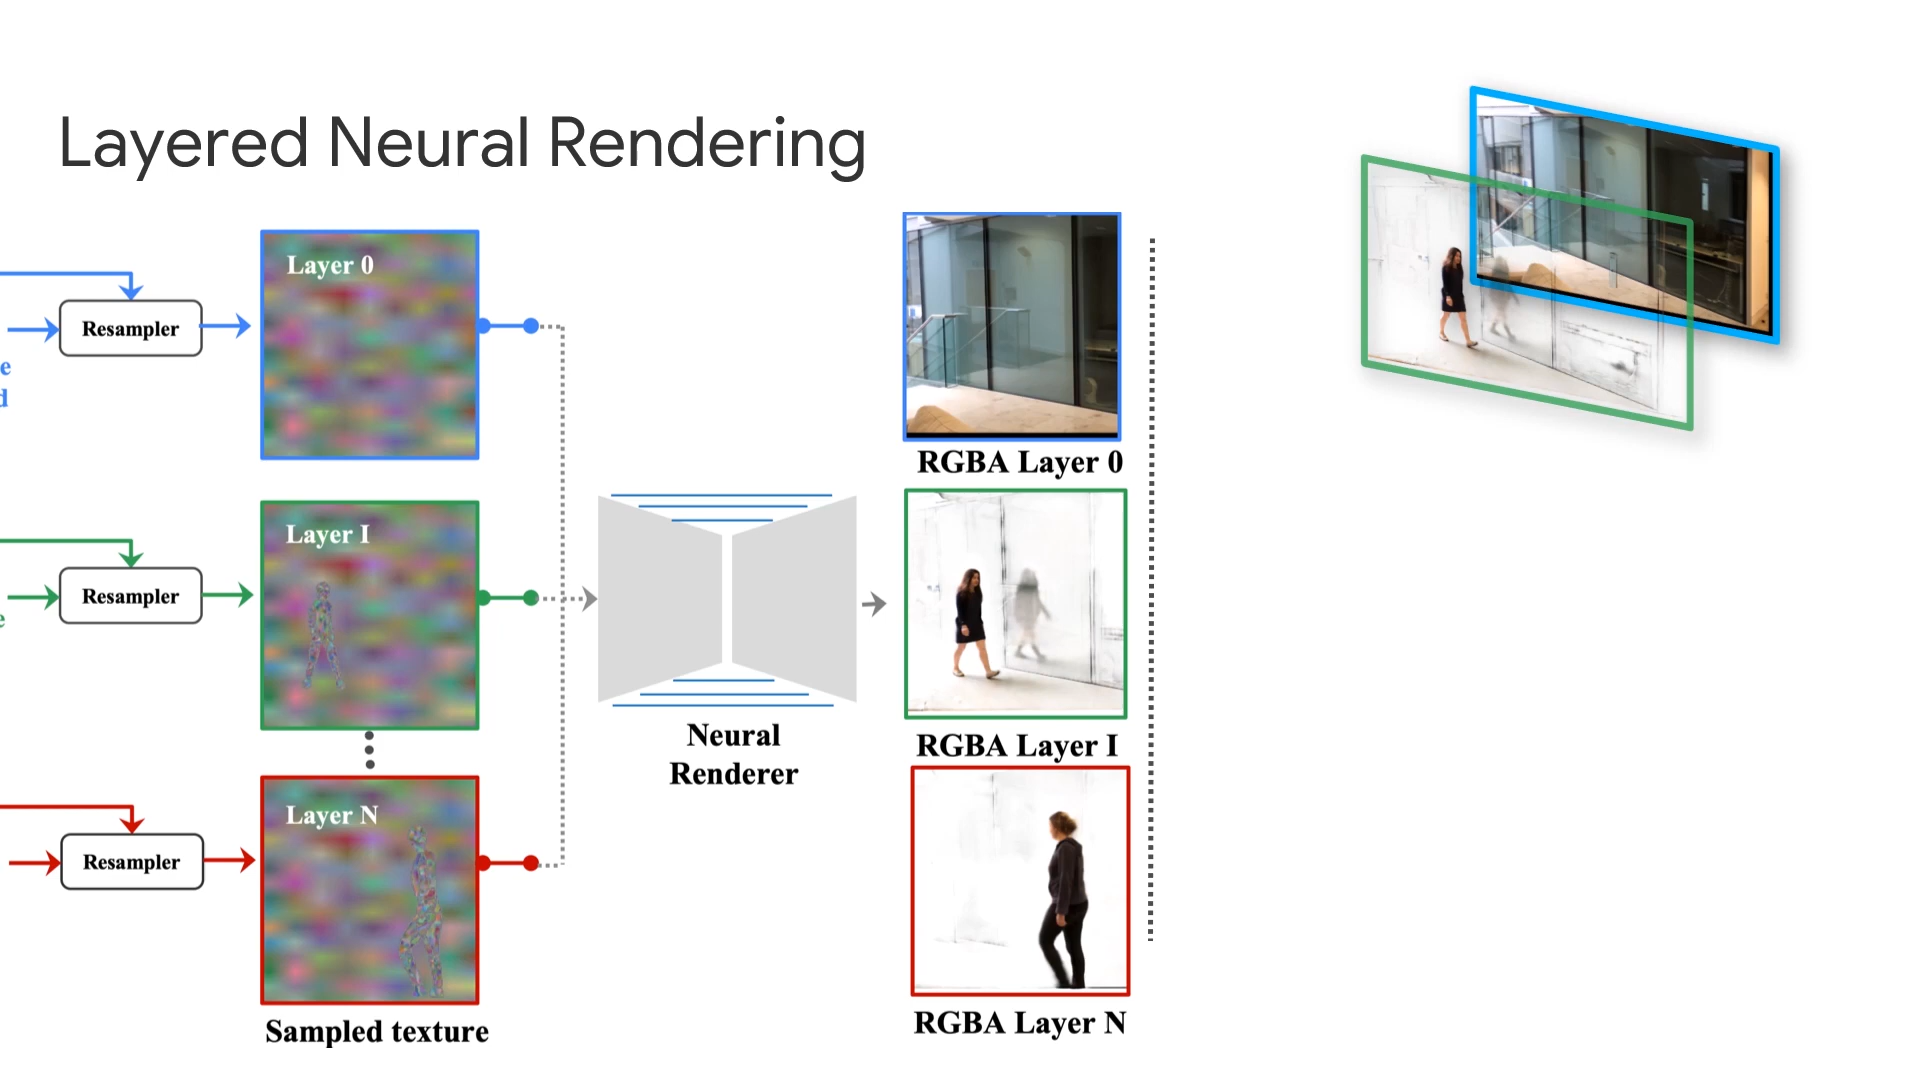 Layered Neural Rendering
Layer 0
Resampler
e
d
RGBA Layer 0
Layer I
Resampler
e
Neural
Renderer
RGBA Layer I
Layer N
Resampler
Sampled texture
RGBA Layer N